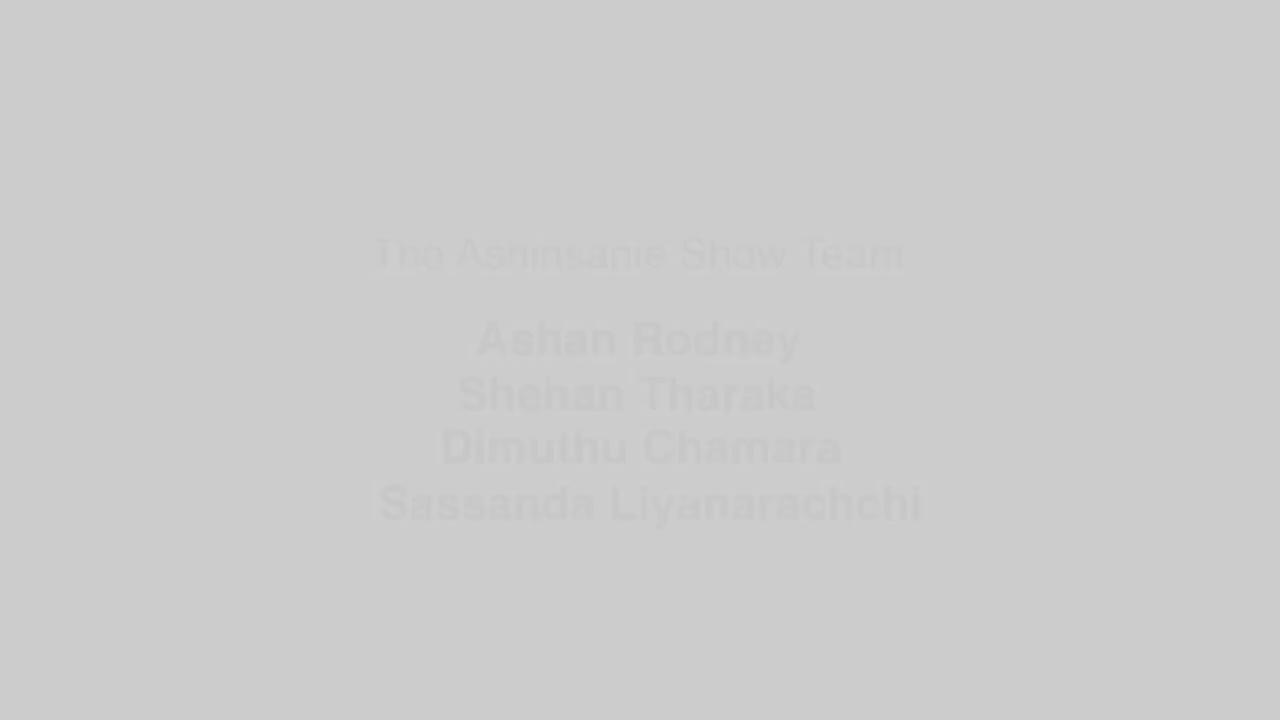 The Ashinsanie Show Team
Ashan Rodney
Shehan Tharaka
Dimuthu Chamara
Sassanda Liyanarachchi